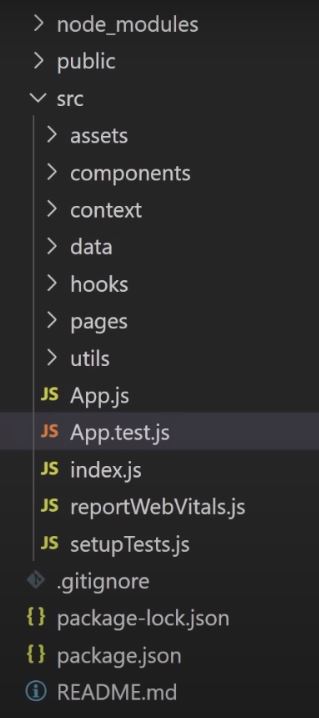 node_modules
public
src
assets
components
context
data
hooks
pages
utils
JS App.js
JS App.test.js
JS index.js
JS reportWebVitals.js
JS setupTests.js
.gitignore
{} package-lock.json
{} package.json
README.md